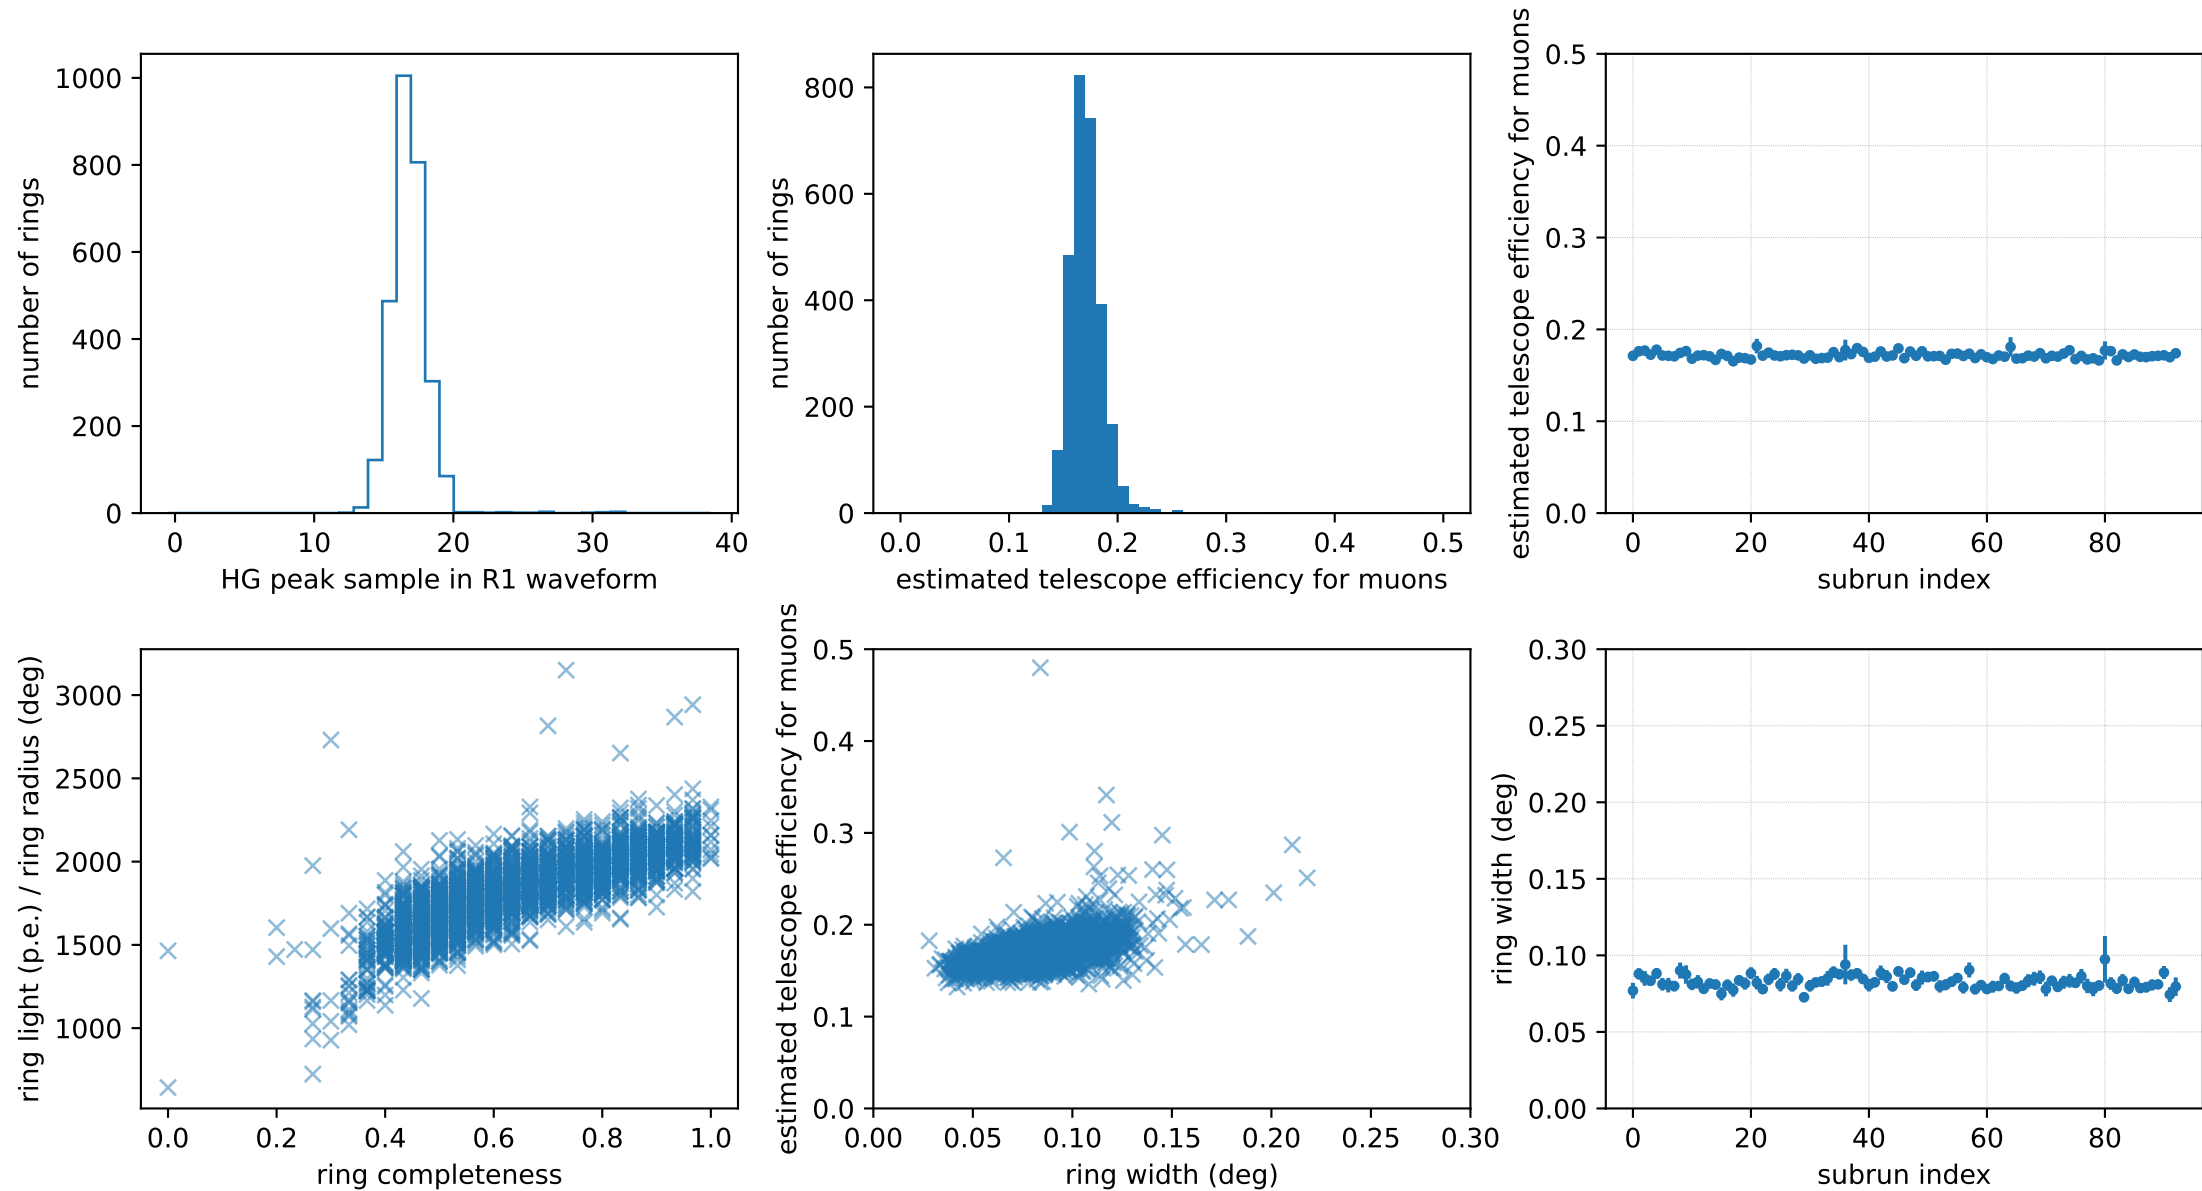 number of rings
1000
800
600
400
200
0
0 10 20 30 40
HG peak sample in R1 waveform
number of rings
800
600
400
200
0
0.0 0.1 0.2 0.3 0.4 0.5
estimated telescope efficiency for muons
estimated telescope efficiency for muons
0.5
0.4
0.3
0.2
0.1
0.0
0 20 40 60 80
subrun index
ring light (p.e.) / ring radius (deg)
3000
2500
2000
1500
1000
0.0 0.2 0.4 0.6 0.8 1.0
ring completeness
estimated telescope efficiency for muons
0.5
0.4
0.3
0.2
0.1
0.0
0.00 0.05 0.10 0.15 0.20 0.25 0.30
ring width (deg)
ring width (deg)
0.30
0.25
0.20
0.15
0.10
0.05
0.00
0 20 40 60 80
subrun index